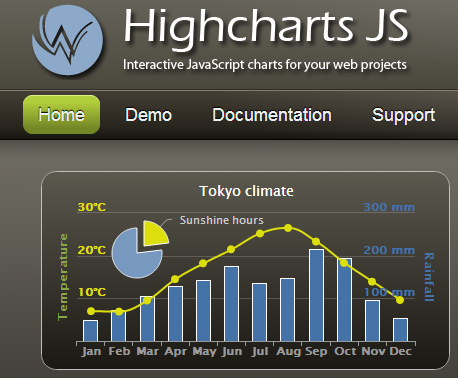 Highcharts JS
Interactive JavaScript charts for your web projects
Home Demo Documentation Support
Tokyo climate
30°C 300 mm
Sunshine hours
20°C 200 mm
Temperature Rainfall
10°C 100 mm
Jan Feb Mar Apr May Jun Jul Aug Sep Oct Nov Dec